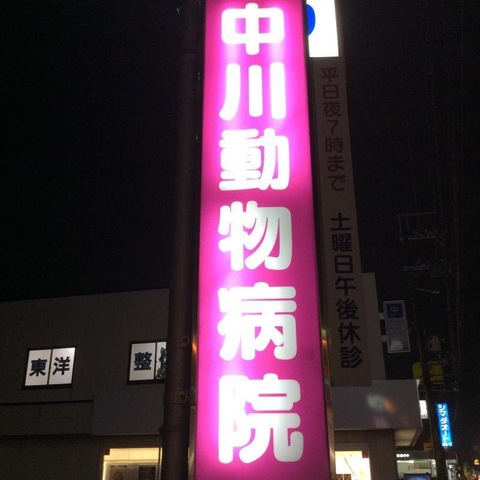 中川動物病院
平日夜7時まで 土曜日午後休診
東洋
整